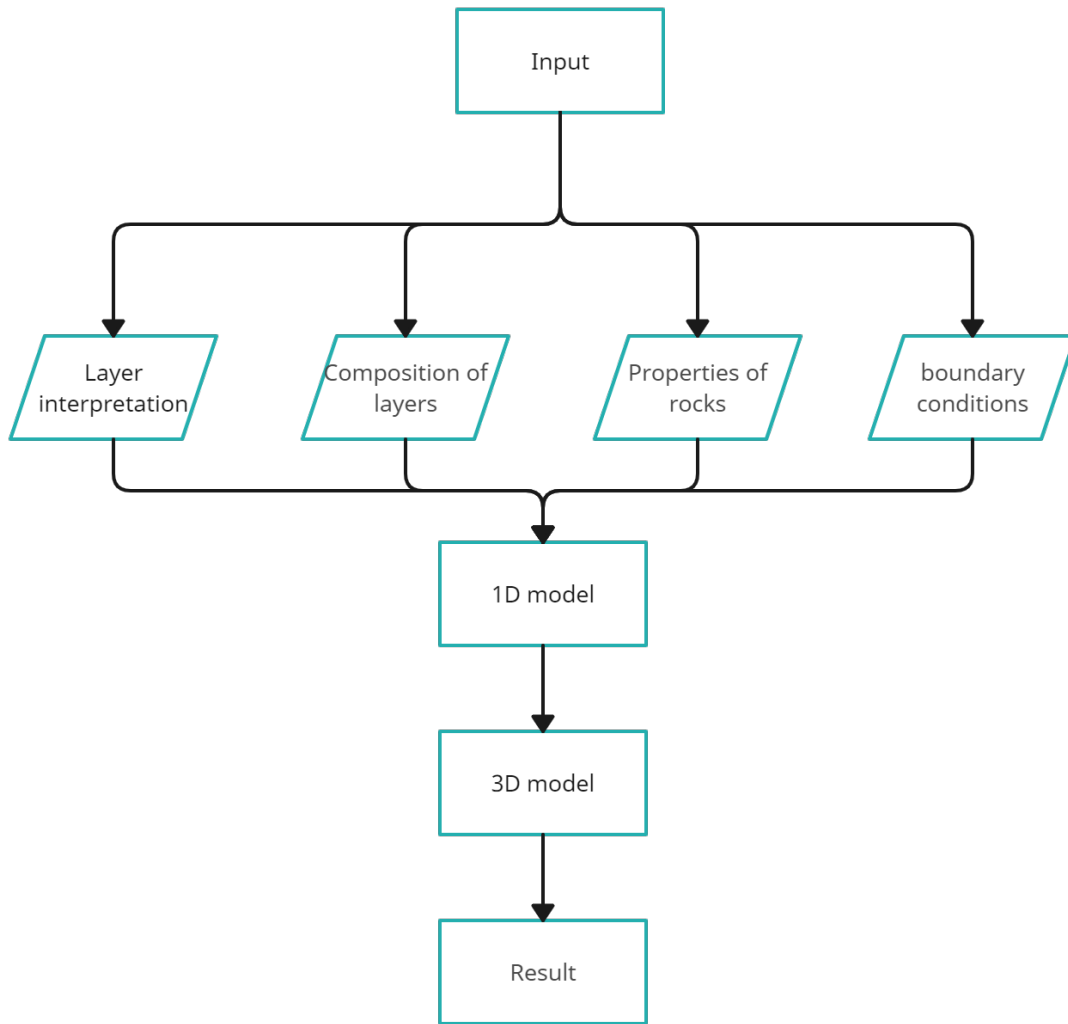 Input
Layer
interpretation
Composition of
layers
Properties of
rocks
boundary
conditions
1D model
3D model
Result